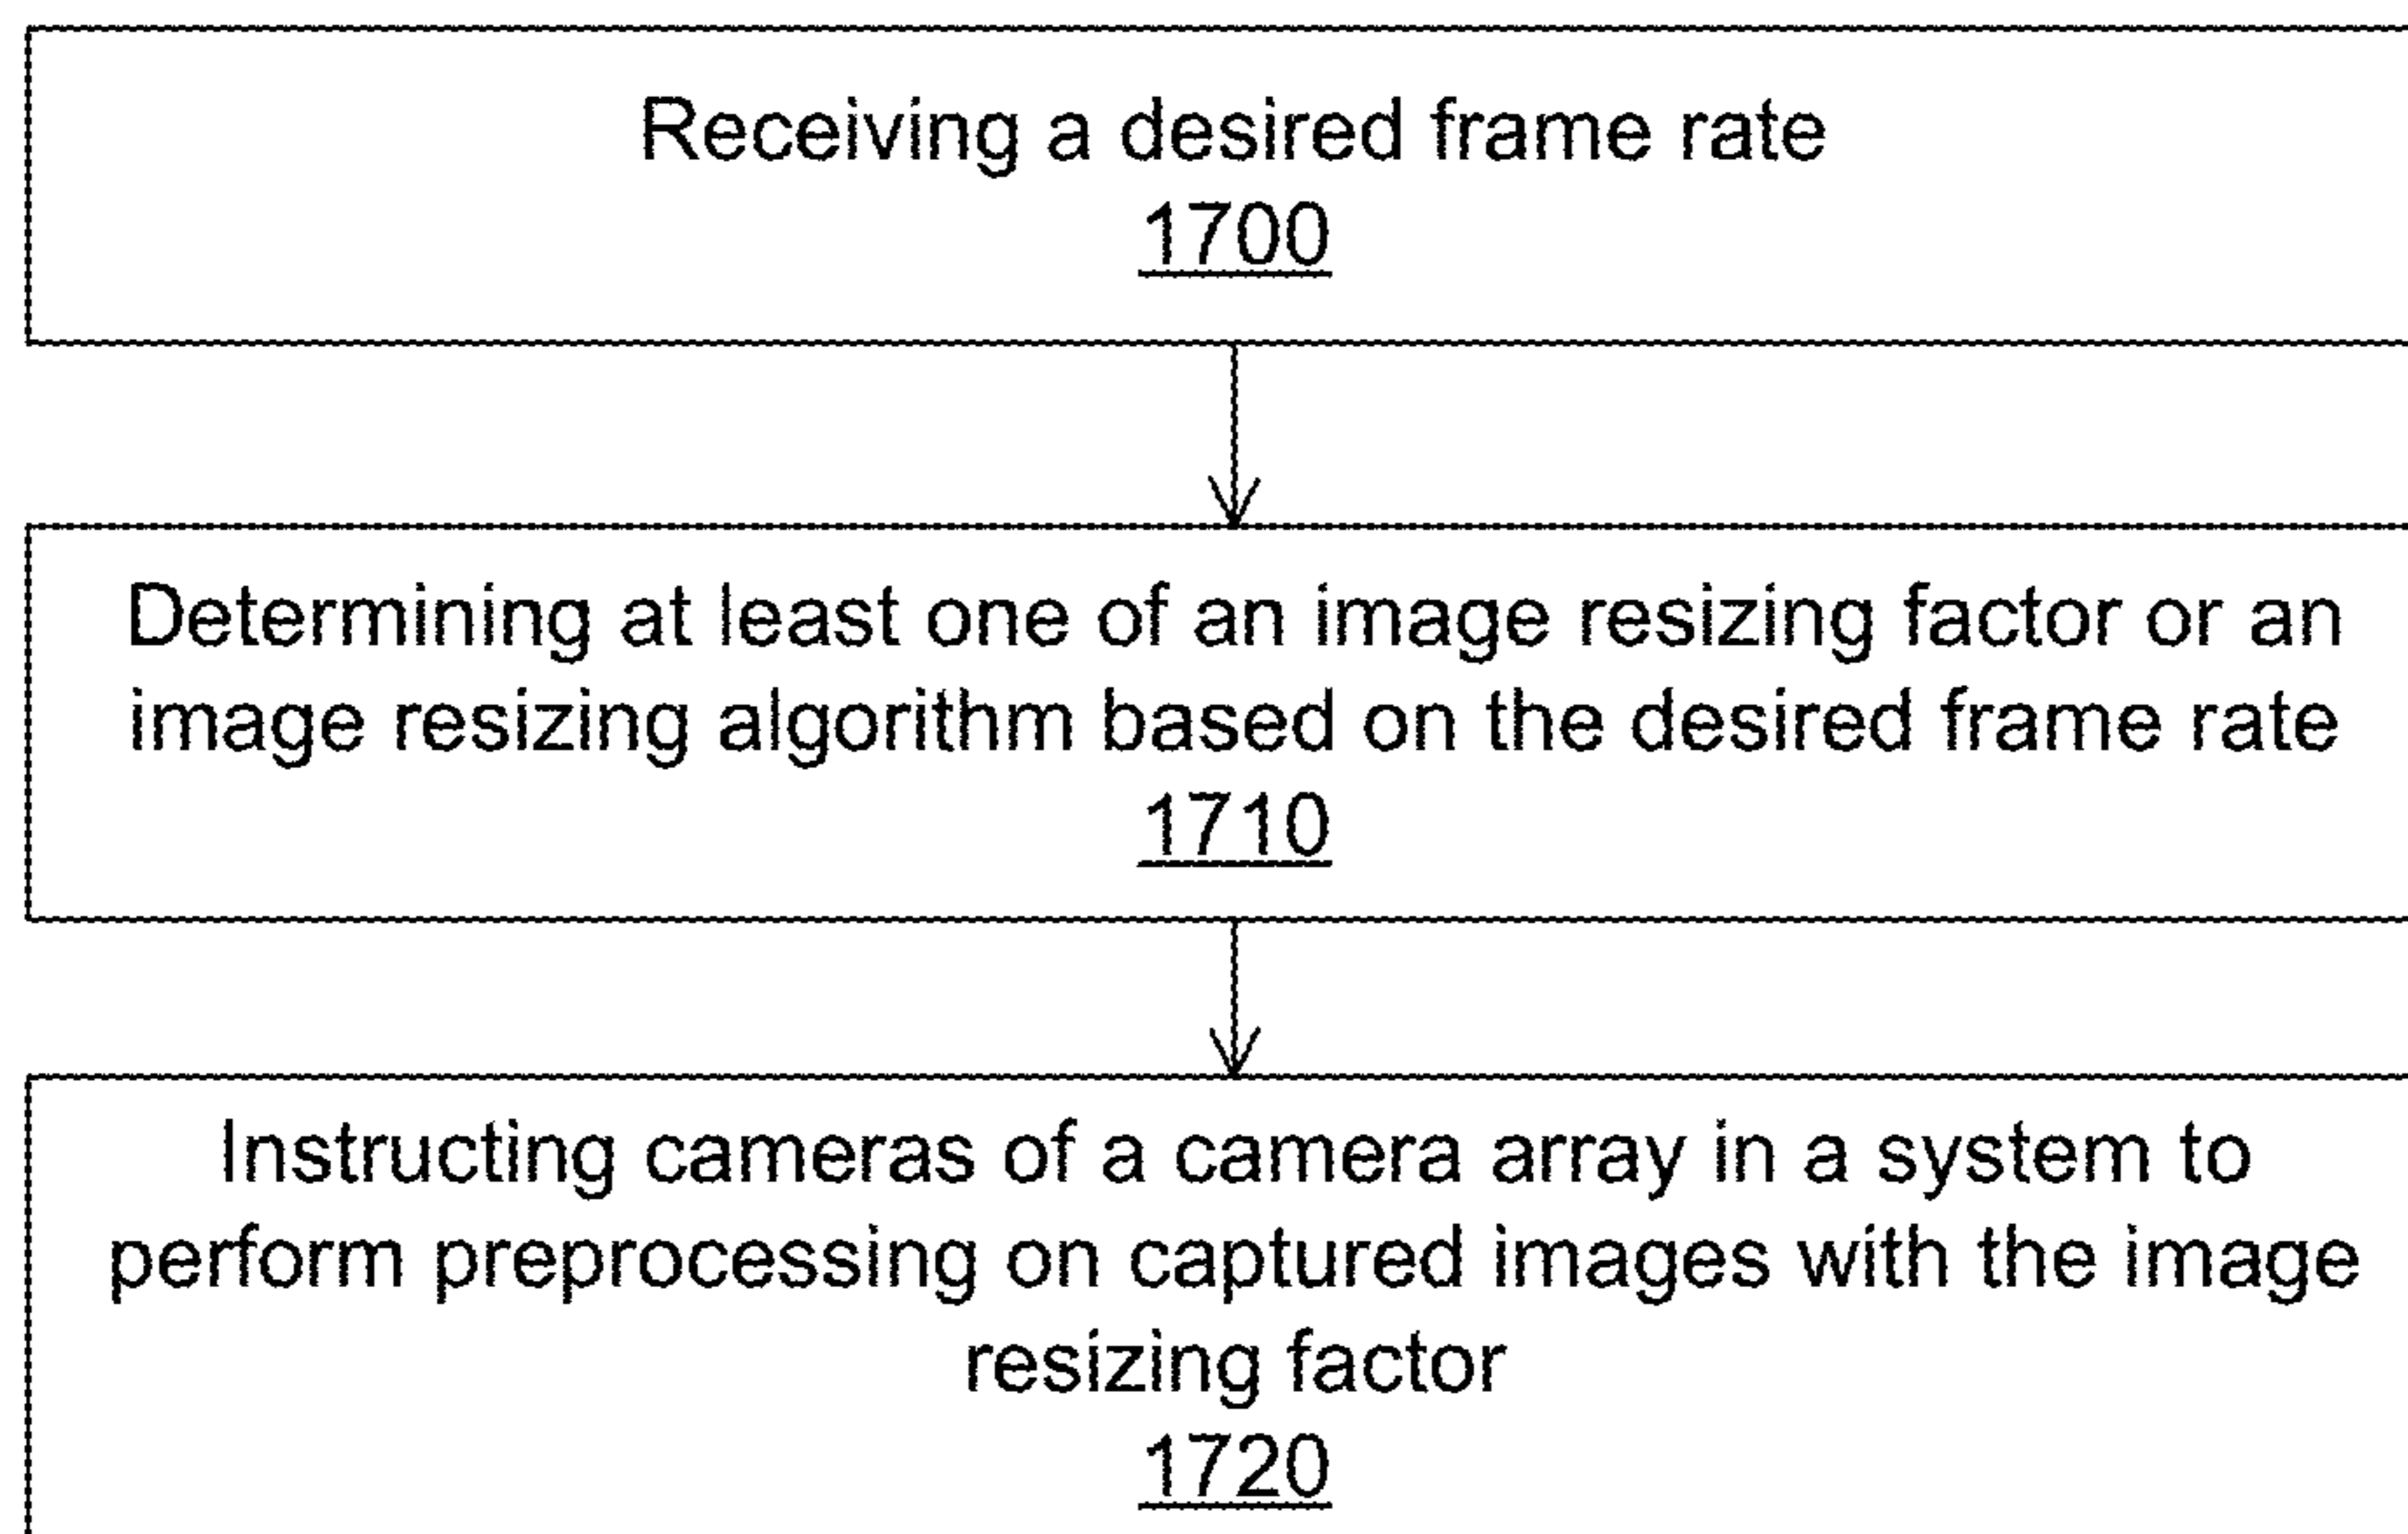 Receiving a desired frame rate
1700
Determining at least one of an image resizing factor or an
image resizing algorithm based on the desired frame rate
1710
Instructing cameras of a camera array in a system to
perform preprocessing on captured images with the image
resizing factor
1720